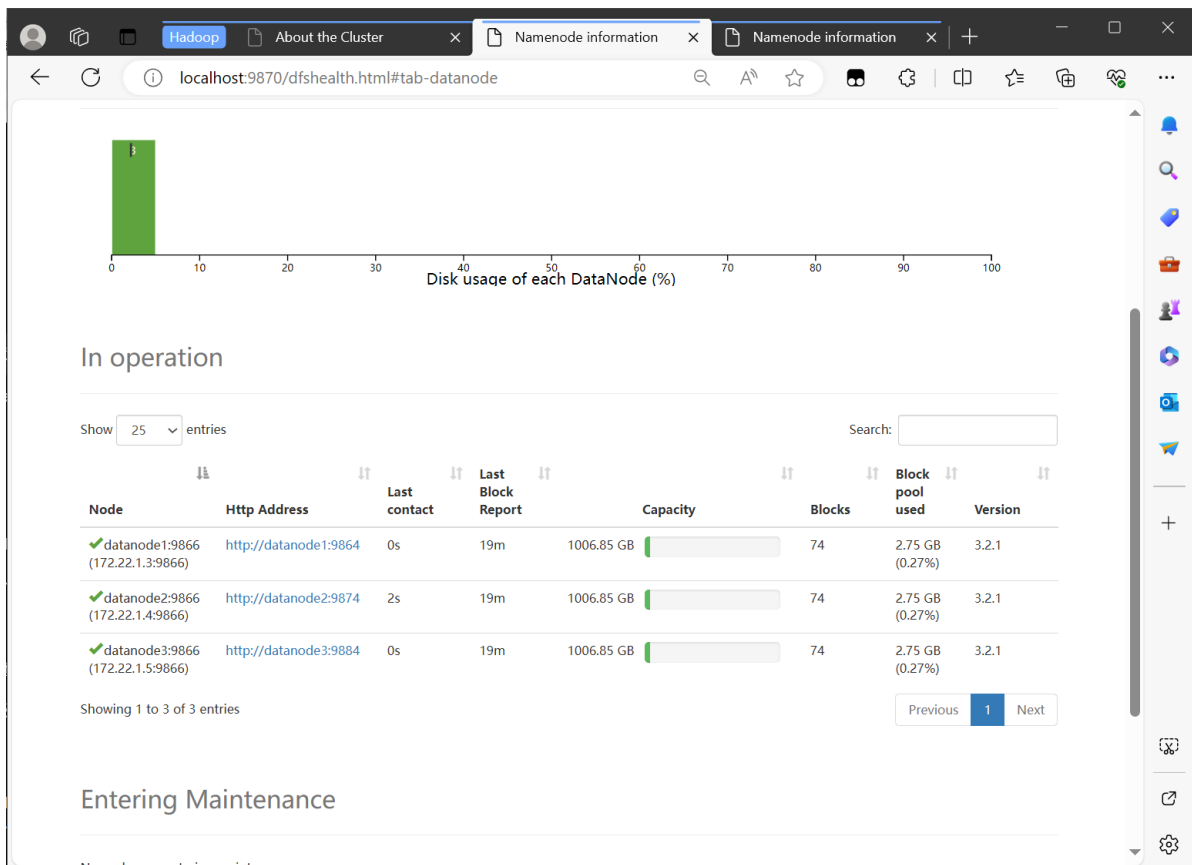 Hadoop
About the Cluster
Namenode information
Namenode information
localhost:9870/dfshealth.html#tab-datanode
3
0 10 20 30 40 50 60 70 80 90 100
Disk usage of each DataNode (%)
In operation
Show 25 entries
Search:
Node Http Address Last contact Last Block Report Capacity Blocks Block pool used Version
datanode1:9866 http://datanode1:9864 0s 19m 1006.85 GB 74 2.75 GB 3.2.1
(172.22.1.3:9866) (0.27%)
datanode2:9866 http://datanode2:9874 2s 19m 1006.85 GB 74 2.75 GB 3.2.1
(172.22.1.4:9866) (0.27%)
datanode3:9866 http://datanode3:9884 0s 19m 1006.85 GB 74 2.75 GB 3.2.1
(172.22.1.5:9866) (0.27%)
Showing 1 to 3 of 3 entries
Previous 1 Next
Entering Maintenance